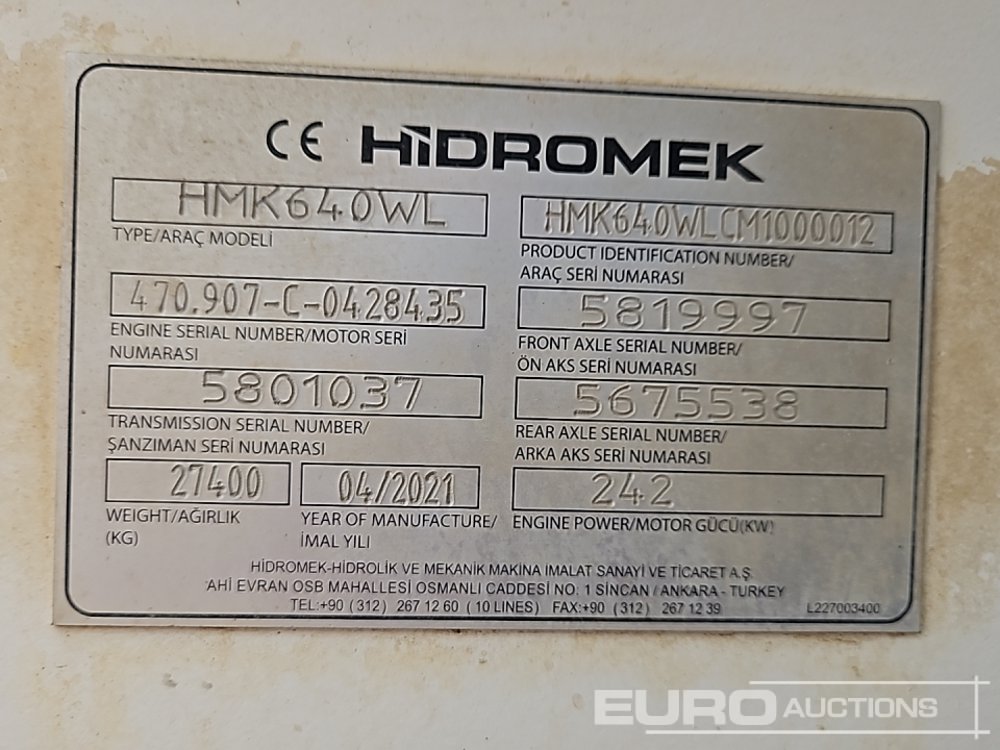 CE HiDROMEK
HMK640WL
TYPE/ARAÇ MODELİ
HMK640WLCM1000012
PRODUCT IDENTIFICATION NUMBER/
ARAÇ SERİ NUMARASI
470.907-C-0428435
ENGINE SERIAL NUMBER/MOTOR SERİ
NUMARASI
5819997
FRONT AXLE SERIAL NUMBER/
ÖN AKS SERİ NUMARASI
5801037
TRANSMISSION SERIAL NUMBER/
ŞANZIMAN SERİ NUMARASI
5675538
REAR AXLE SERIAL NUMBER/
ARKA AKS SERİ NUMARASI
27400
WEIGHT/AĞIRLIK
(KG)
04/2021
YEAR OF MANUFACTURE/
İMAL YILI
242
ENGINE POWER/MOTOR GÜCÜ(KW)
HİDROMEK-HİDROLİK VE MEKANİK MAKİNA İMALAT SANAYİ VE TİCARET A.Ş.
AHİ EVRAN OSB MAHALLESİ OSMANLI CADDESİ NO: 1 SİNCAN / ANKARA - TURKEY
TEL:+90 (312) 267 12 60 (10 LINES) FAX:+90 (312) 267 12 39
L227003400
EURO AUCTIONS